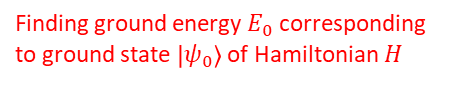 Finding ground energy E₀ corresponding
to ground state |ψ₀⟩ of Hamiltonian H